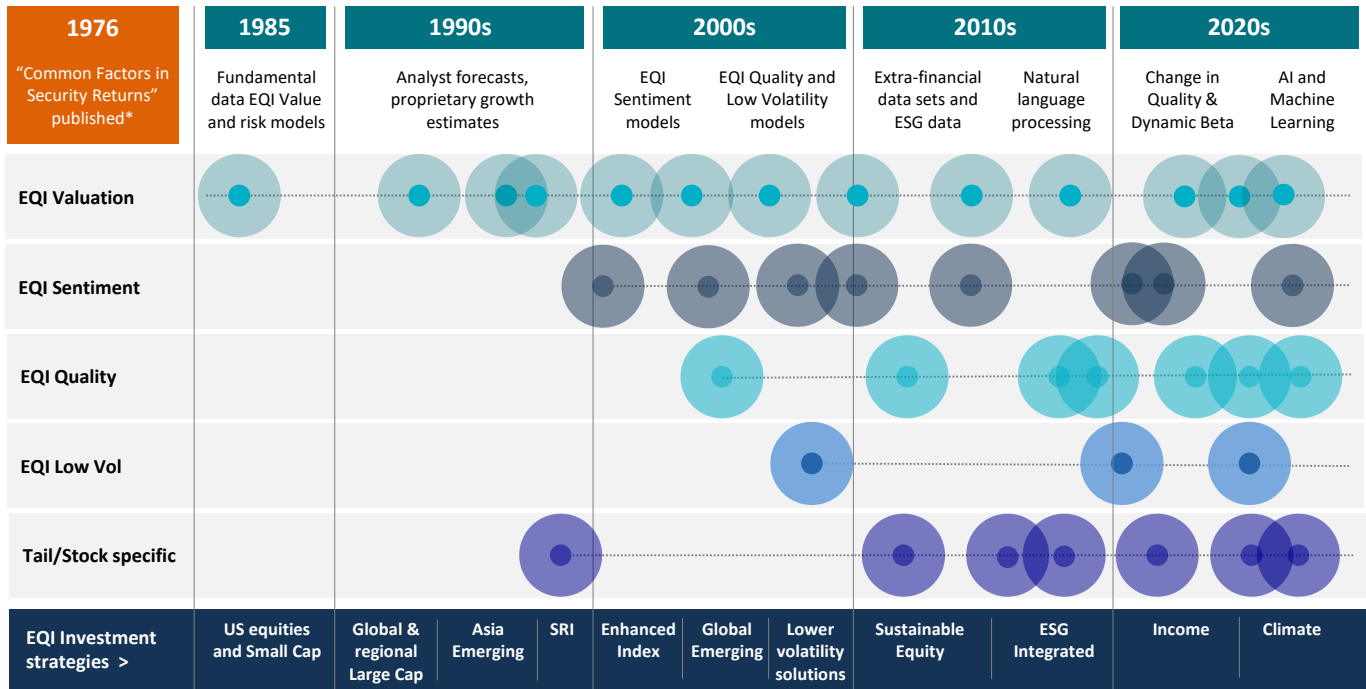 1976
"Common Factors in
Security Returns"
published*
1985
Fundamental
data EQI Value
and risk models
1990s
Analyst forecasts,
proprietary growth
estimates
2000s
EQI
Sentiment
models
EQI Quality and
Low Volatility
models
2010s
Extra-financial
data sets and
ESG data
Natural
language
processing
2020s
Change in
Quality &
Dynamic Beta
AI and
Machine
Learning
EQI Valuation
EQI Sentiment
EQI Quality
EQI Low Vol
Tail/Stock specific
EQI Investment
strategies >
US equities
and Small Cap
Global &
regional
Large Cap
Asia
Emerging
SRI
Enhanced
Index
Global
Emerging
Lower
volatility
solutions
Sustainable
Equity
ESG
Integrated
Income
Climate